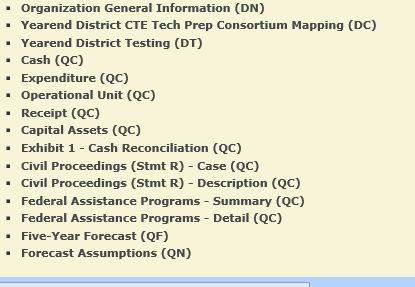 Organization General Information (DN)
Yearend District CTE Tech Prep Consortium Mapping (DC)
Yearend District Testing (DT)
Cash (QC)
Expenditure (QC)
Operational Unit (QC)
Receipt (QC)
Capital Assets (QC)
Exhibit 1 - Cash Reconciliation (QC)
Civil Proceedings (Stmt R) - Case (QC)
Civil Proceedings (Stmt R) - Description (QC)
Federal Assistance Programs - Summary (QC)
Federal Assistance Programs - Detail (QC)
Five-Year Forecast (QF)
Forecast Assumptions (QN)